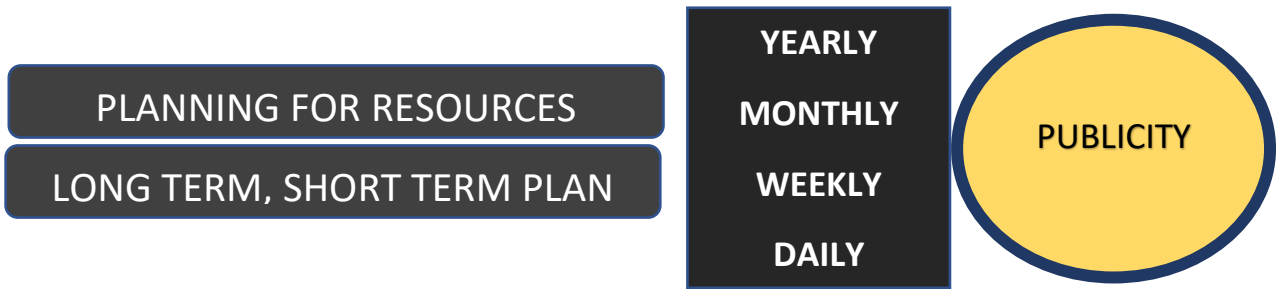 PLANNING FOR RESOURCES
LONG TERM, SHORT TERM PLAN
YEARLY
MONTHLY
WEEKLY
DAILY
PUBLICITY